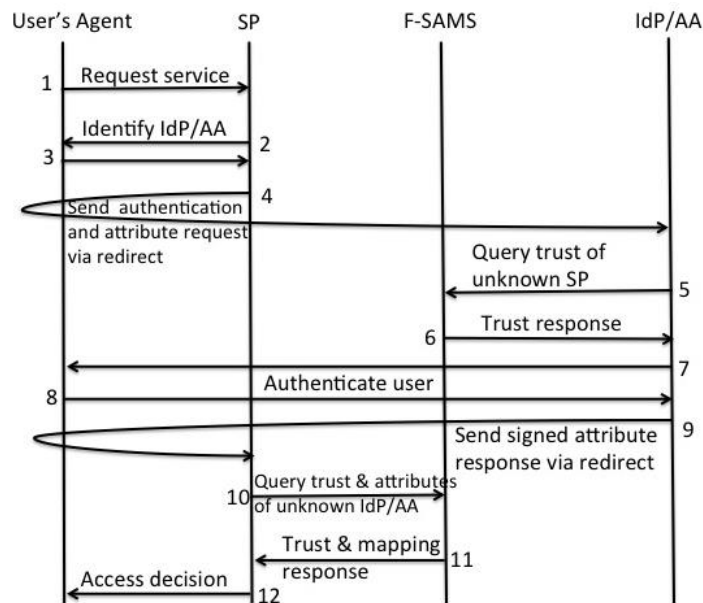 User's Agent SP F-SAMS IdP/AA
1 Request service
Identify IdP/AA 2
3
4
Send authentication
and attribute request
via redirect
Query trust of
unknown SP 5
6 Trust response
7
8 Authenticate user
9
Send signed attribute
response via redirect
Query trust & attributes
10 of unknown IdP/AA
Trust & mapping 11
response
Access decision 12